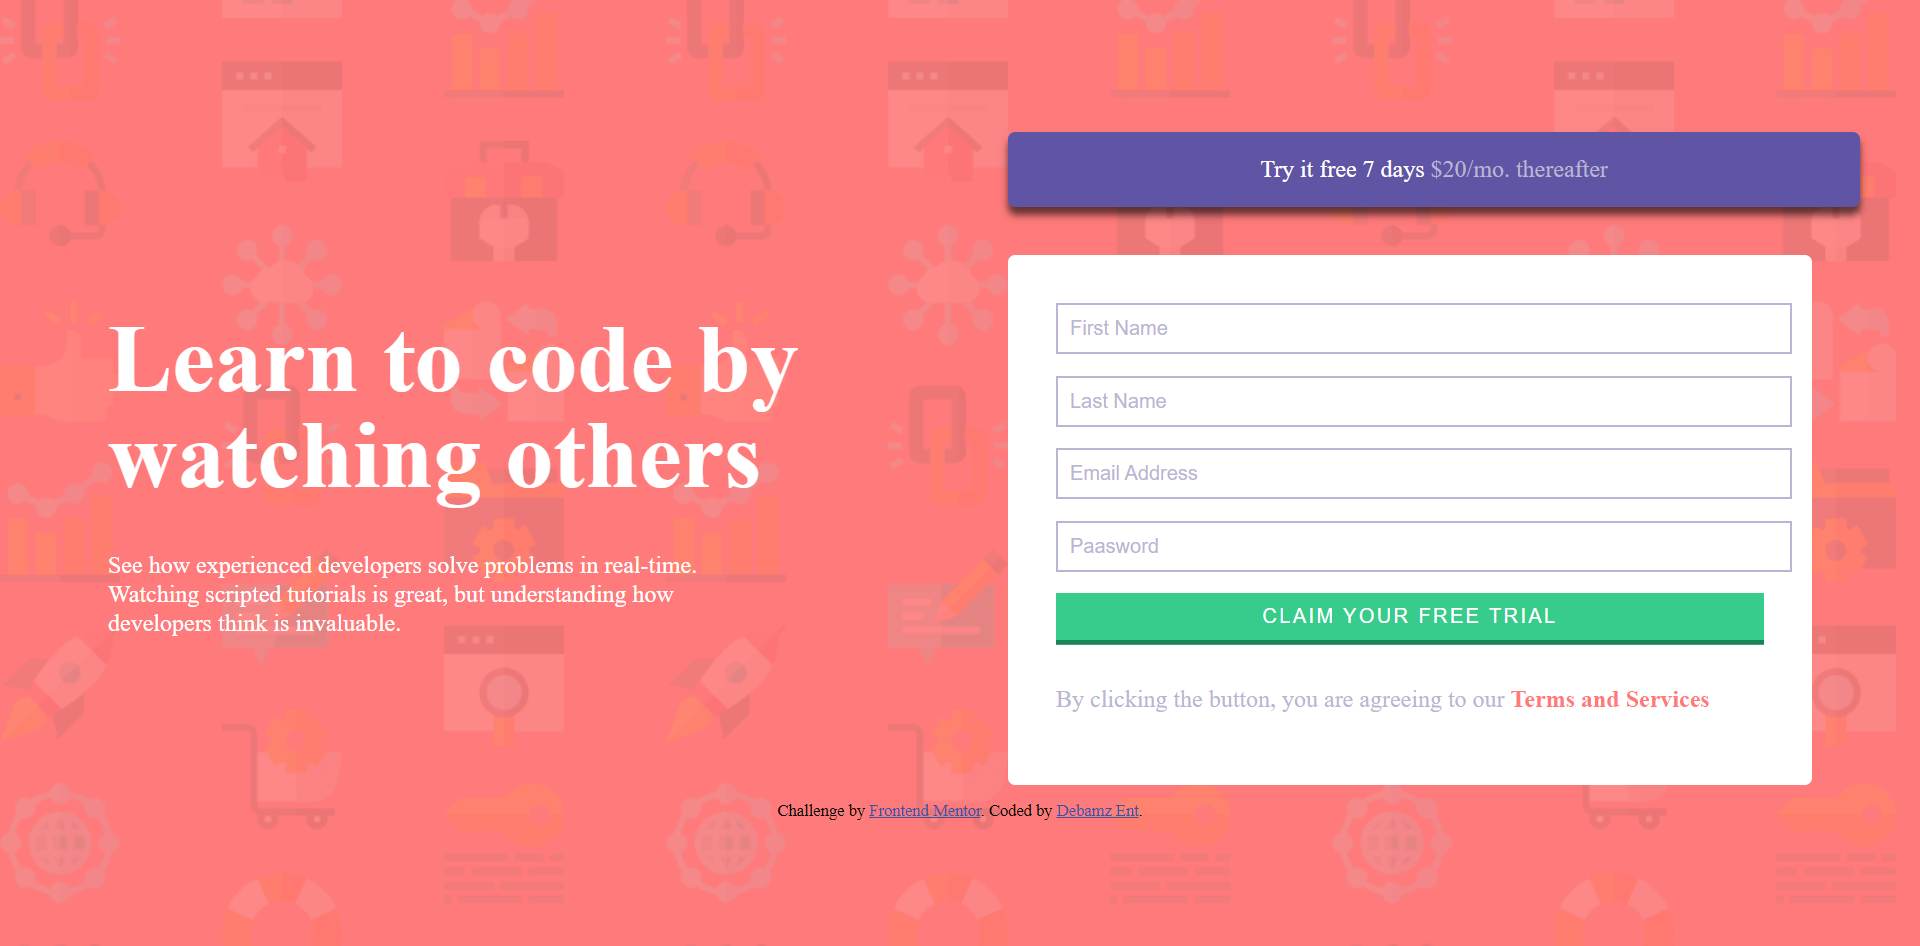 Learn to code by
watching others
See how experienced developers solve problems in real-time.
Watching scripted tutorials is great, but understanding how
developers think is invaluable.
Try it free 7 days $20/mo. thereafter
First Name
Last Name
Email Address
Paasword
CLAIM YOUR FREE TRIAL
By clicking the button, you are agreeing to our Terms and Services
Challenge by Frontend Mentor. Coded by Debamz Ent.